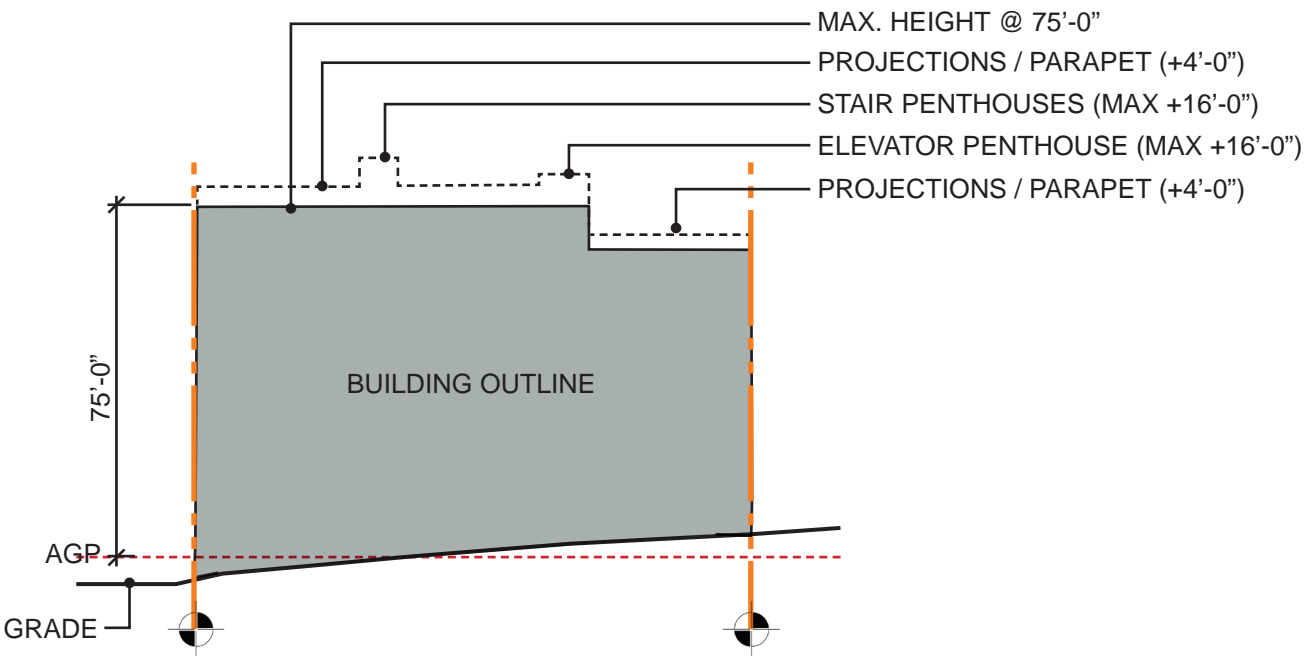 MAX. HEIGHT @ 75’-0”
PROJECTIONS / PARAPET (+4’-0”)
STAIR PENTHOUSES (MAX +16’-0”)
ELEVATOR PENTHOUSE (MAX +16’-0”)
PROJECTIONS / PARAPET (+4’-0”)
75’-0”
BUILDING OUTLINE
AGP
GRADE